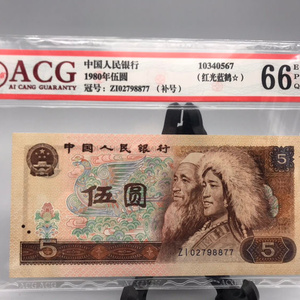 ACG
AI CANG GUARANTY
中国人民银行
1980年伍圆
冠号：ZI02798877 （补号）
10340567
（红光蓝鹤☆）
66 E
P
Q
中国人民银行
伍圆
5
5
5
ZI02798877